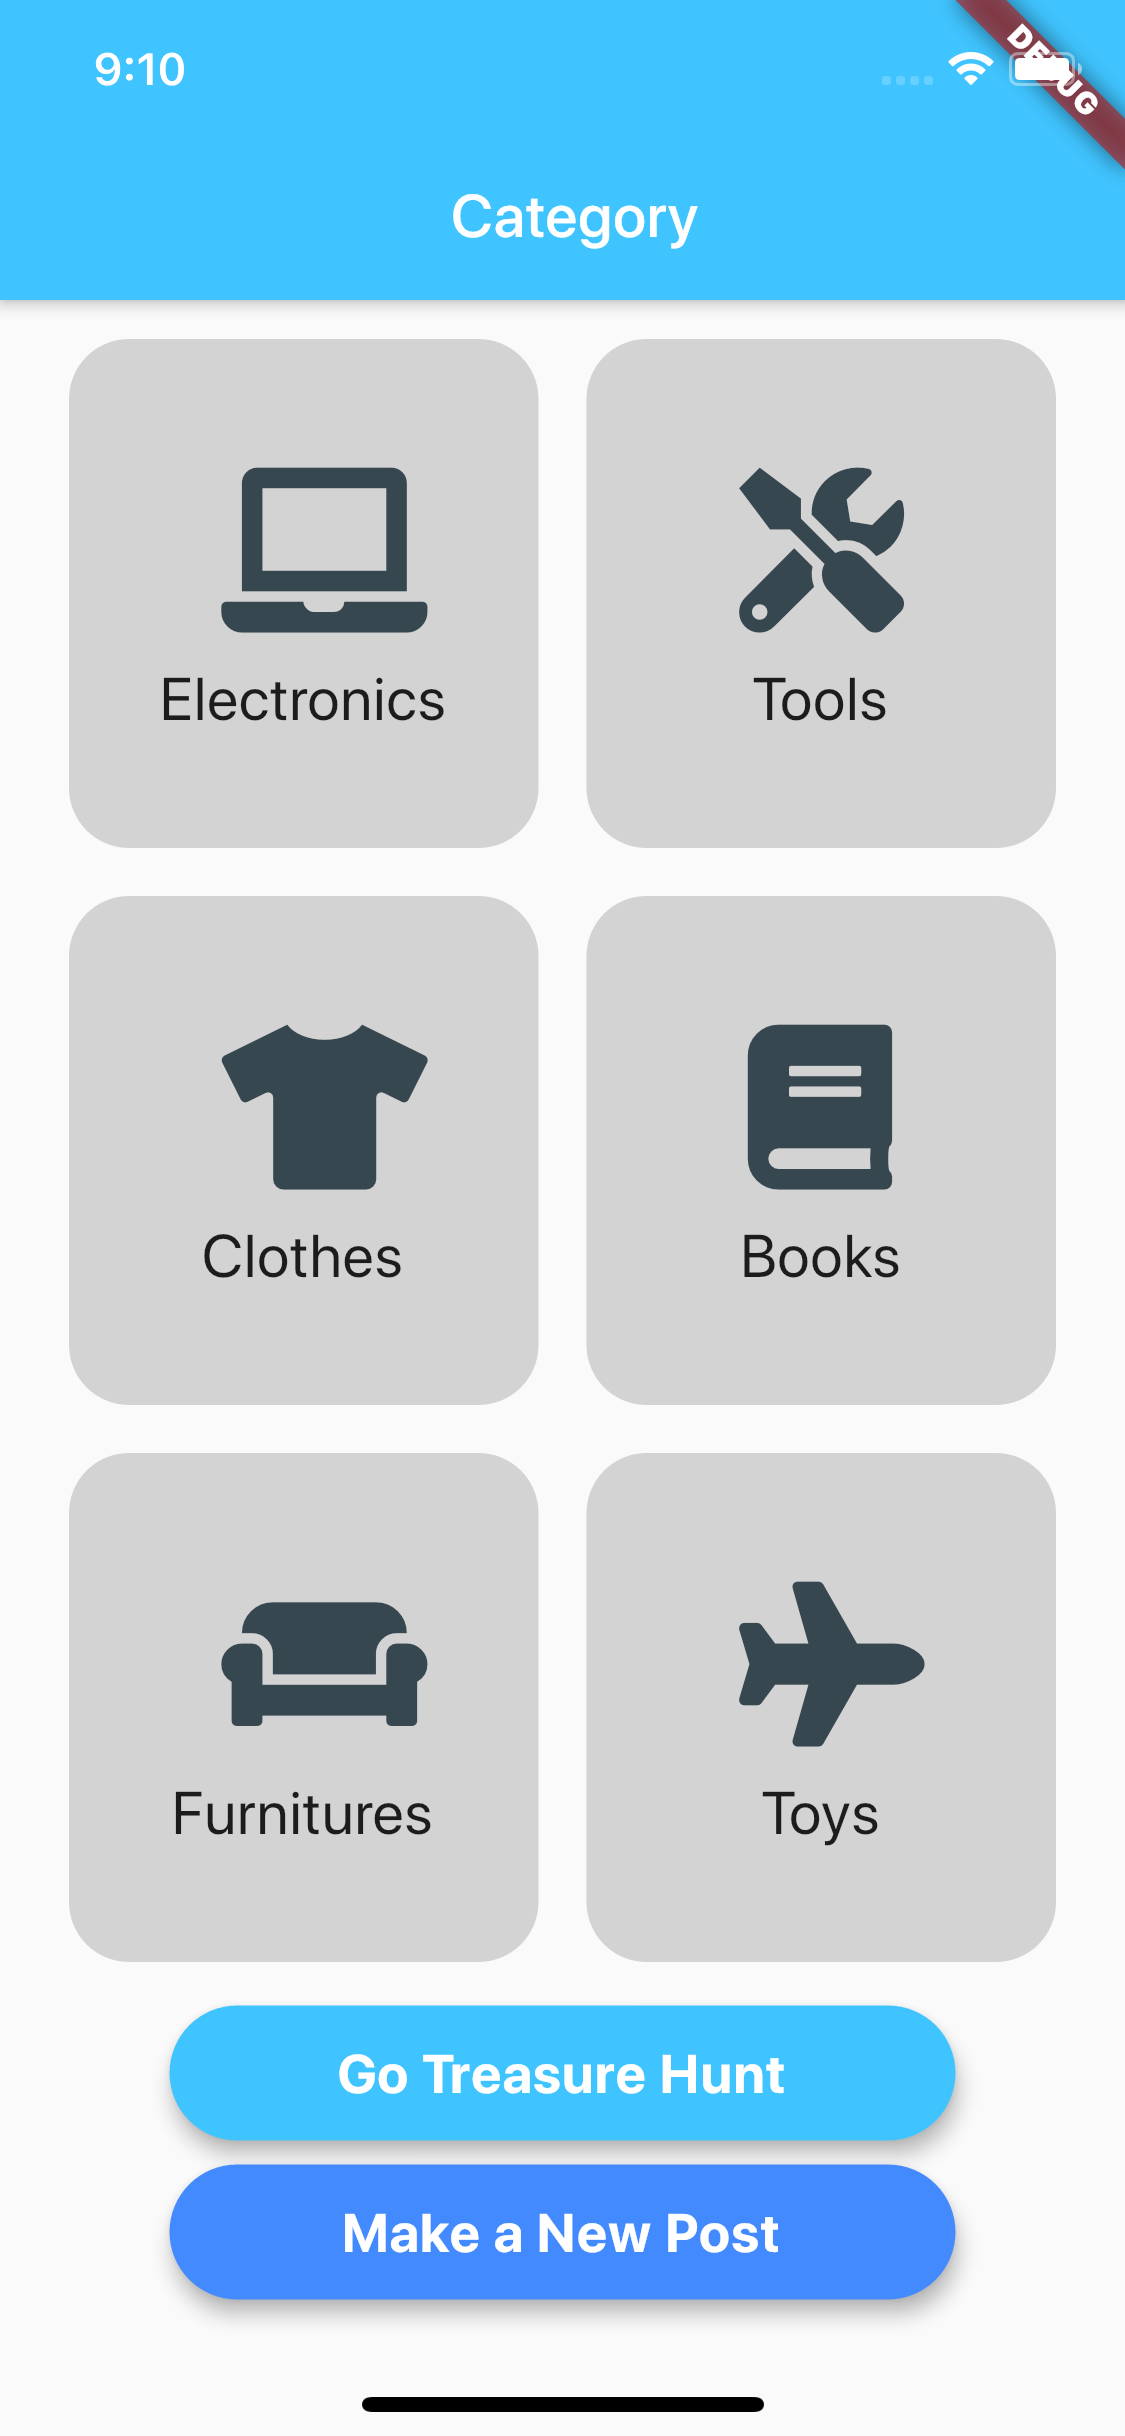 9:10
DEBUG
Category
Electronics
Tools
Clothes
Books
Furnitures
Toys
Go Treasure Hunt
Make a New Post